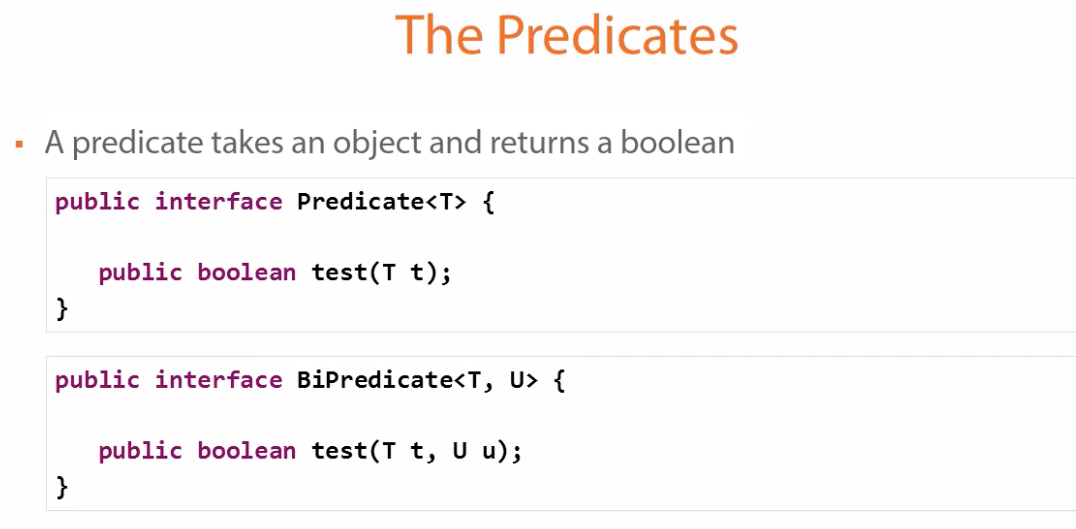 The Predicates
▪ A predicate takes an object and returns a boolean
public interface Predicate<T> {
public boolean test(T t);
}
public interface BiPredicate<T, U> {
public boolean test(T t, U u);
}